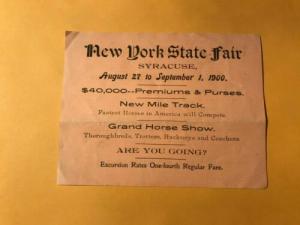 New York State Fair
SYRACUSE,
August 27 to September 1, 1900.
$40,000--Premiums & Purses.
New Mile Track.
Fastest Horses in America will Compete.
Grand Horse Show.
Thoroughbreds, Trotters, Hackneys and Coachers.
ARE YOU GOING?
Excursion Rates One-fourth Regular Fare.